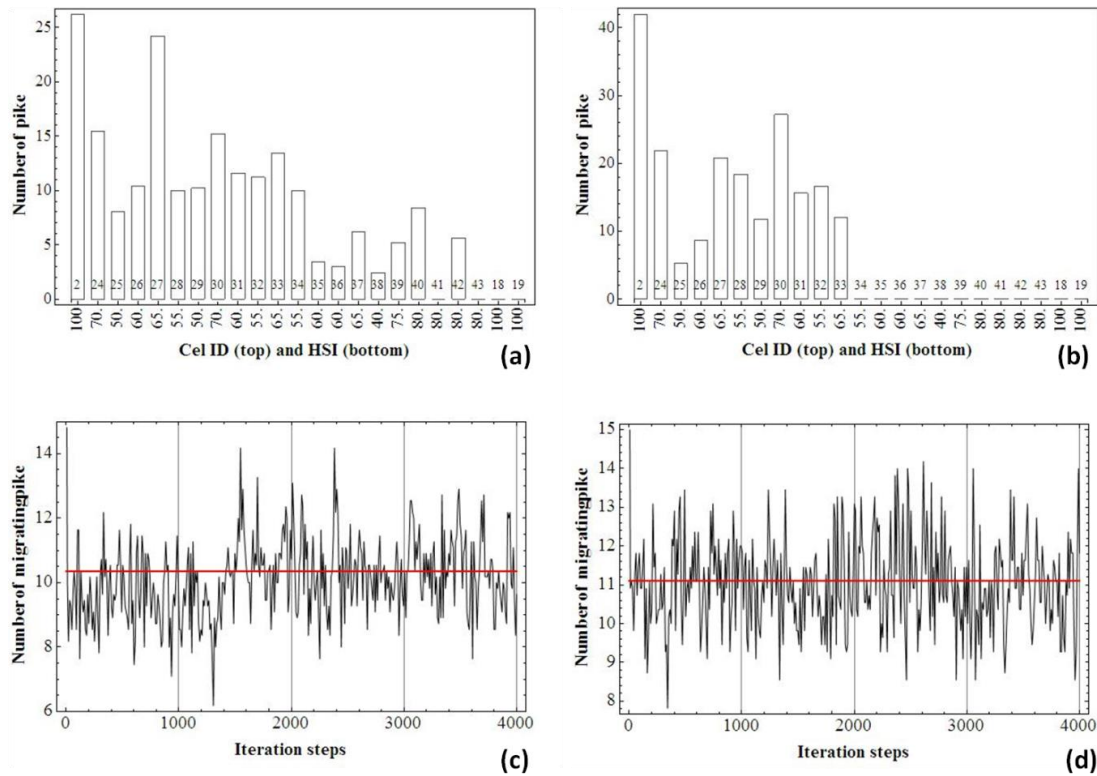 25
20
15
10
5
0
Number of pike
2 24 25 26 27 28 29 30 31 32 33 34 35 36 37 38 39 40 41 42 43 18 19
100 70. 50. 60. 65. 55. 50. 70. 60. 55. 65. 55. 60. 60. 65. 40. 75. 80. 80. 80. 80. 100 100
Cel ID (top) and HSI (bottom)
(a)
40
30
20
10
0
Number of pike
2 24 25 26 27 28 29 30 31 32 33 34 35 36 37 38 39 40 41 42 43 18 19
100 70. 50. 60. 65. 55. 50. 70. 60. 55. 65. 55. 60. 60. 65. 40. 75. 80. 80. 80. 80. 100 100
Cel ID (top) and HSI (bottom)
(b)
14
12
10
8
6
Number of migratingpike
0 1000 2000 3000 4000
Iteration steps
(c)
15
14
13
12
11
10
9
8
Number of migratingpike
0 1000 2000 3000 4000
Iteration steps
(d)